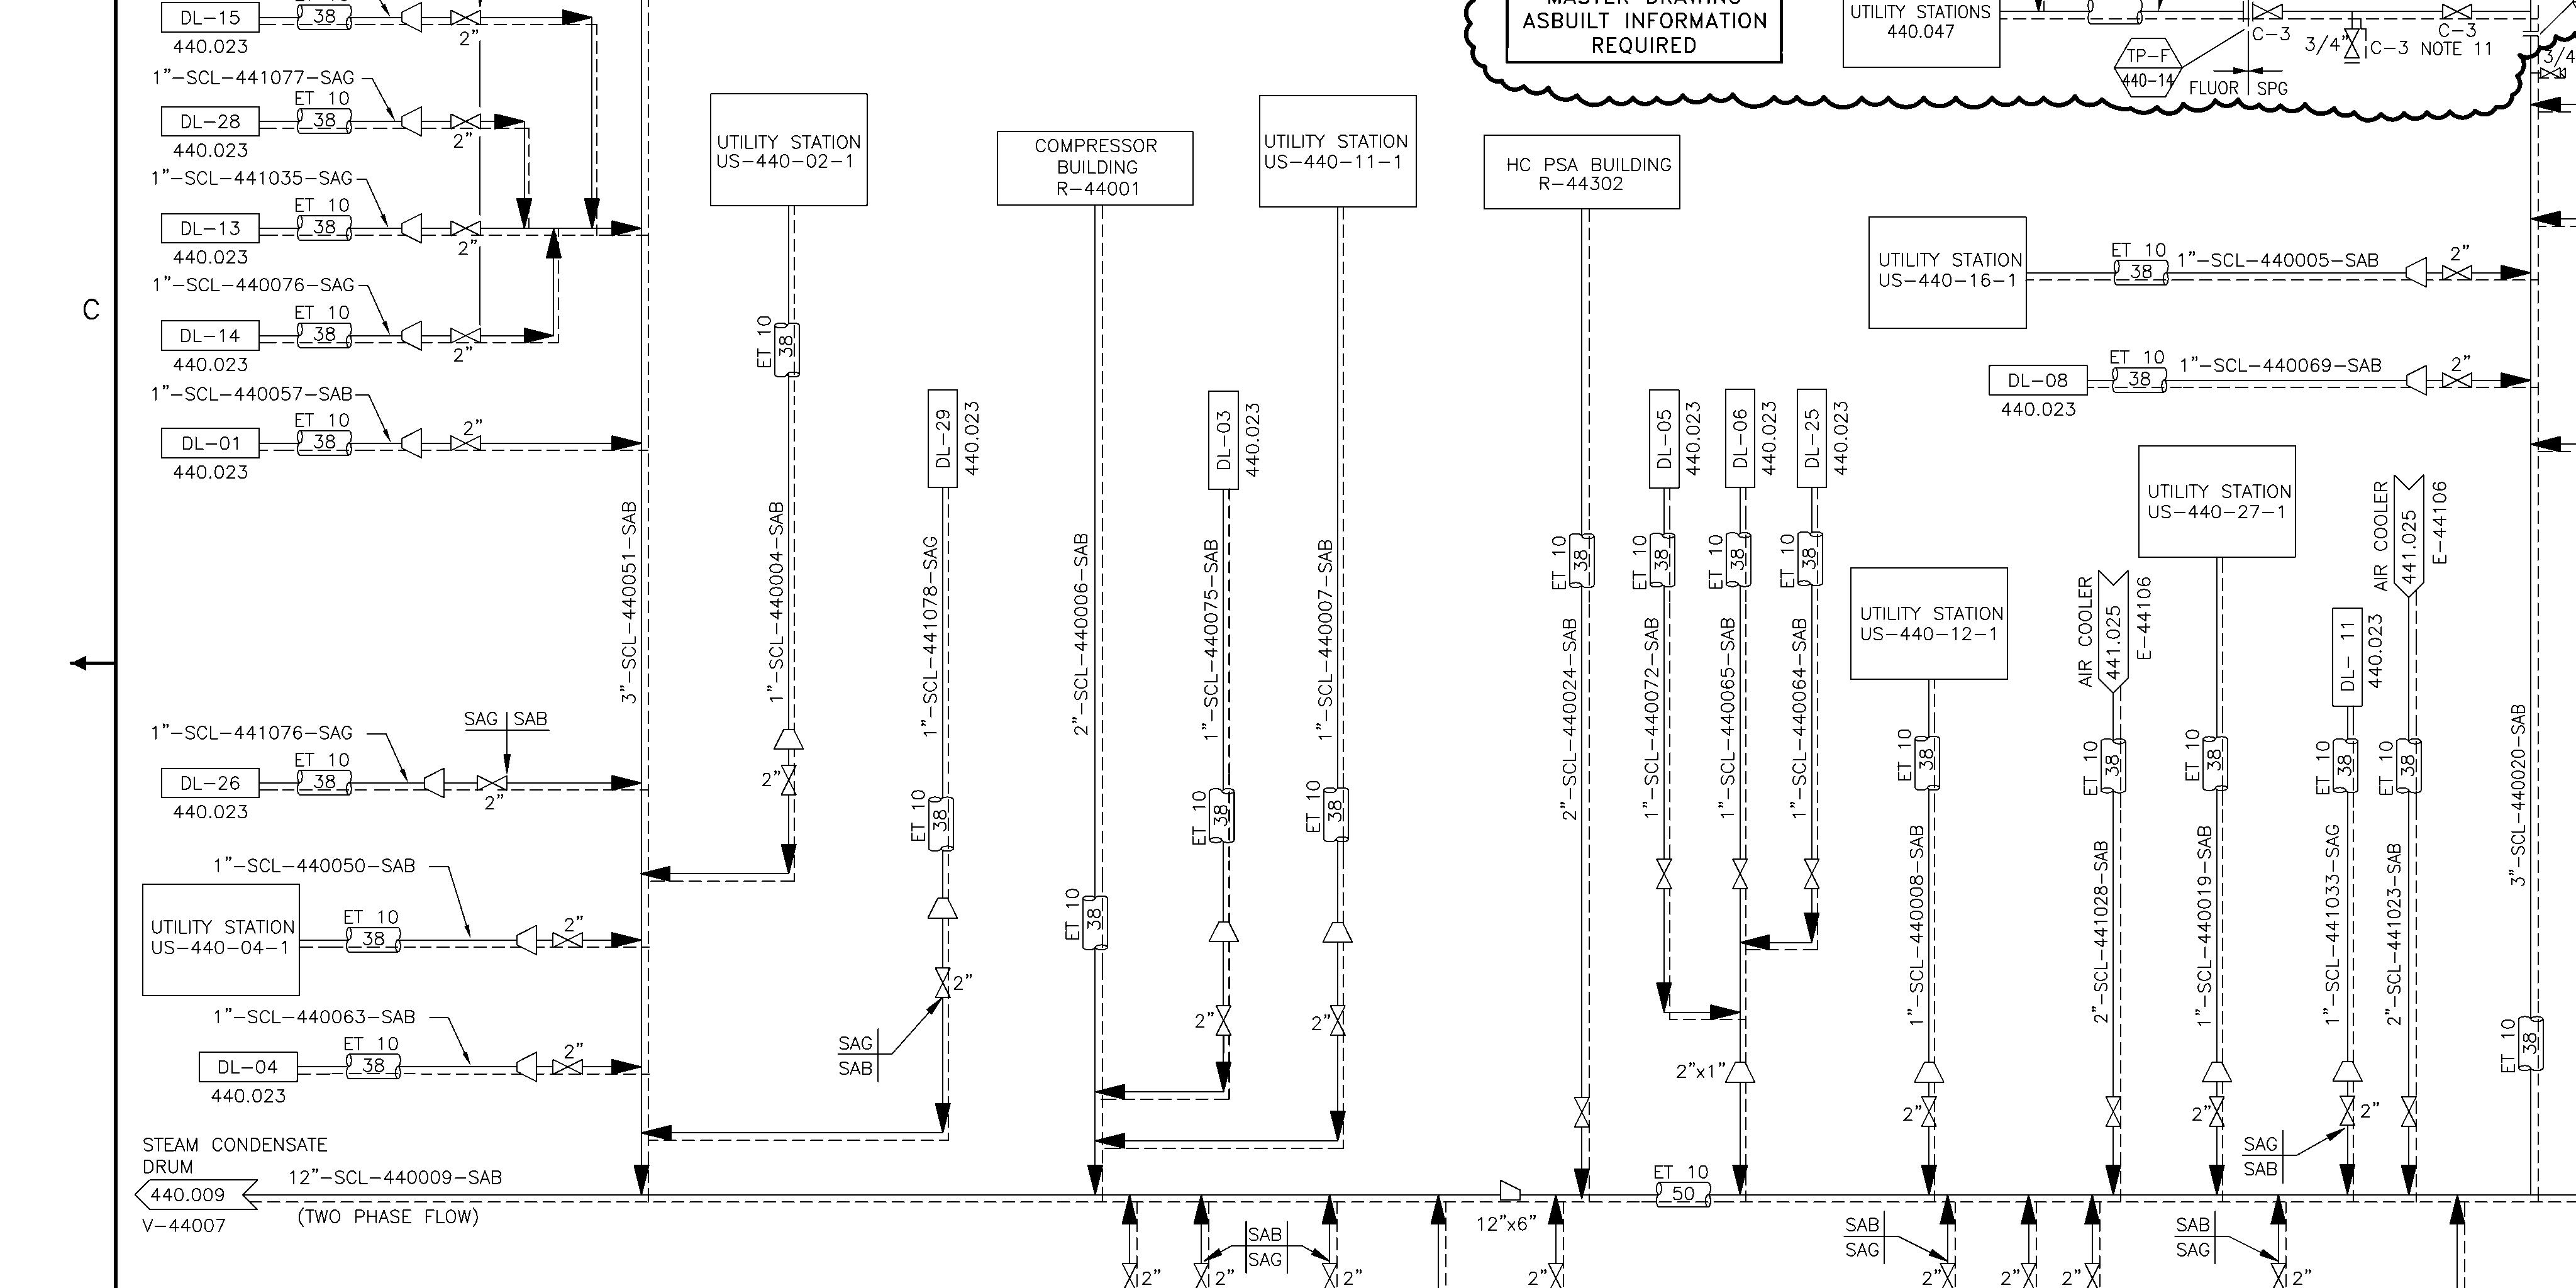 DL-15
ET 10
38
2"
440.023
1"-SCL-441077-SAG
ET 10
DL-28
38
2"
440.023
1"-SCL-441035-SAG
ET 10
DL-13
38
2"
440.023
1"-SCL-440076-SAG
ET 10
DL-14
38
2"
440.023
1"-SCL-440057-SAB
ET 10
DL-01
38
2"
440.023
C
3"-SCL-440051-SAB
1"-SCL-441076-SAG
SAG SAB
ET 10
DL-26
38
2"
440.023
1"-SCL-440050-SAB
UTILITY STATION
US-440-04-1
ET 10
38
2"
1"-SCL-440063-SAB
ET 10
DL-04
38
2"
440.023
STEAM CONDENSATE
DRUM
440.009
V-44007
12"-SCL-440009-SAB
(TWO PHASE FLOW)
UTILITY STATION
US-440-02-1
ET 10
38
1"-SCL-440004-SAB
2"
DL-29
440.023
1"-SCL-441078-SAG
ET 10
38
2"
SAG
SAB
COMPRESSOR
BUILDING
R-44001
2"-SCL-440006-SAB
ET 10
38
DL-03
440.023
1"-SCL-440075-SAB
ET 10
38
2"
UTILITY STATION
US-440-11-1
1"-SCL-440007-SAB
ET 10
38
2"
MASTER DRAWING
ASBUILT INFORMATION
REQUIRED
HC PSA BUILDING
R-44302
ET 10
38
2"-SCL-440024-SAB
DL-05
440.023
ET 10
38
1"-SCL-440072-SAB
DL-06
440.023
ET 10
38
1"-SCL-440065-SAB
DL-25
440.023
ET 10
38
1"-SCL-440064-SAB
2"x1"
UTILITY STATIONS
440.047
TP-F
440-14
FLUOR SPG
C-3
3/4"
C-3
C-3
NOTE 11
3/4
UTILITY STATION
US-440-16-1
ET 10
38
1"-SCL-440005-SAB
2"
DL-08
440.023
ET 10
38
1"-SCL-440069-SAB
2"
UTILITY STATION
US-440-12-1
ET 10
38
1"-SCL-440008-SAB
2"
AIR COOLER
441.025
E-44106
ET 10
38
2"-SCL-441028-SAB
UTILITY STATION
US-440-27-1
ET 10
38
1"-SCL-440019-SAB
2"
DL- 11
440.023
ET 10
38
1"-SCL-441033-SAG
2"
SAG
SAB
AIR COOLER
441.025
E-44106
ET 10
38
2"-SCL-441023-SAB
3"-SCL-440020-SAB
ET 10
38
12"x6"
ET 10
50
2"
2"
SAB
SAG
2"
2"
SAB
SAG
2"
2"
2"
SAB
SAG
2"